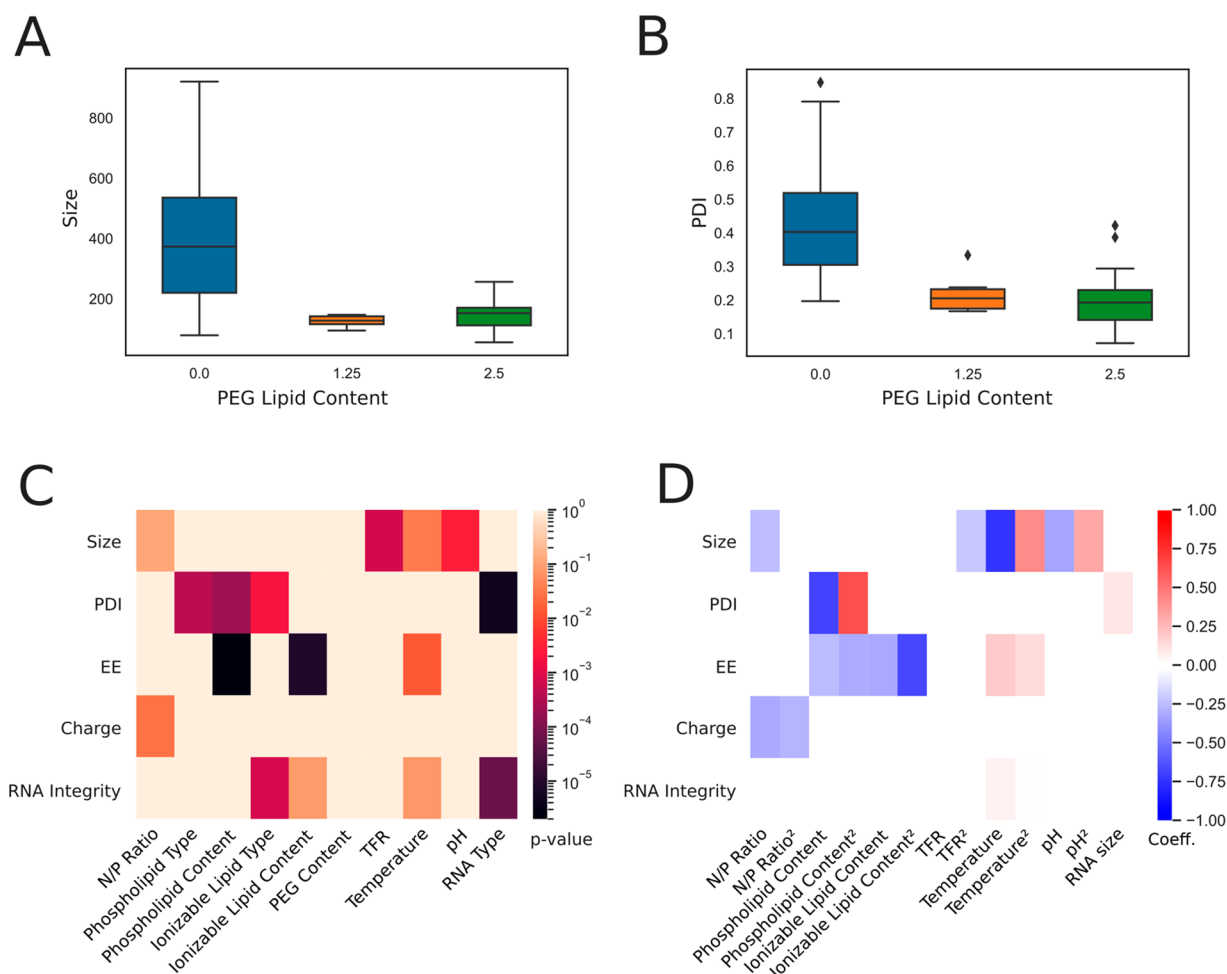 A
B
800
600
400
200
Size
0.0
1.25
2.5
PEG Lipid Content
0.8
0.7
0.6
0.5
0.4
0.3
0.2
0.1
PDI
0.0
1.25
2.5
PEG Lipid Content
C
D
Size
PDI
EE
Charge
RNA Integrity
N/P Ratio
Phospholipid Type
Phospholipid Content
Ionizable Lipid Type
Ionizable Lipid Content
PEG Content
TFR
Temperature
pH
RNA Type
10⁰
10⁻¹
10⁻²
10⁻³
10⁻⁴
10⁻⁵
p-value
Size
PDI
EE
Charge
RNA Integrity
N/P Ratio
N/P Ratio²
Phospholipid Content
Phospholipid Content²
Ionizable Lipid Content
Ionizable Lipid Content²
TFR
TFR²
Temperature
Temperature²
pH
pH²
RNA size
1.00
0.75
0.50
0.25
0.00
−0.25
−0.50
−0.75
−1.00
Coeff.